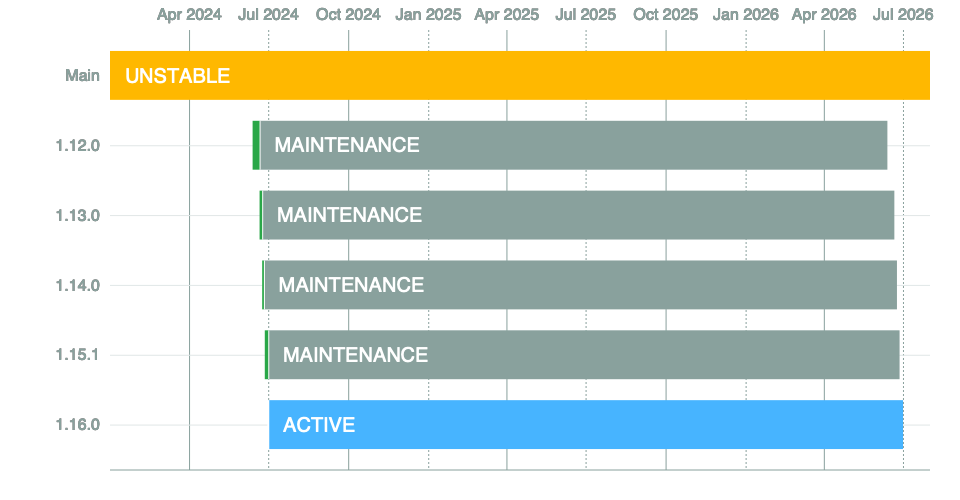 Apr 2024 Jul 2024 Oct 2024 Jan 2025 Apr 2025 Jul 2025 Oct 2025 Jan 2026 Apr 2026 Jul 2026
Main UNSTABLE
1.12.0 MAINTENANCE
1.13.0 MAINTENANCE
1.14.0 MAINTENANCE
1.15.1 MAINTENANCE
1.16.0 ACTIVE